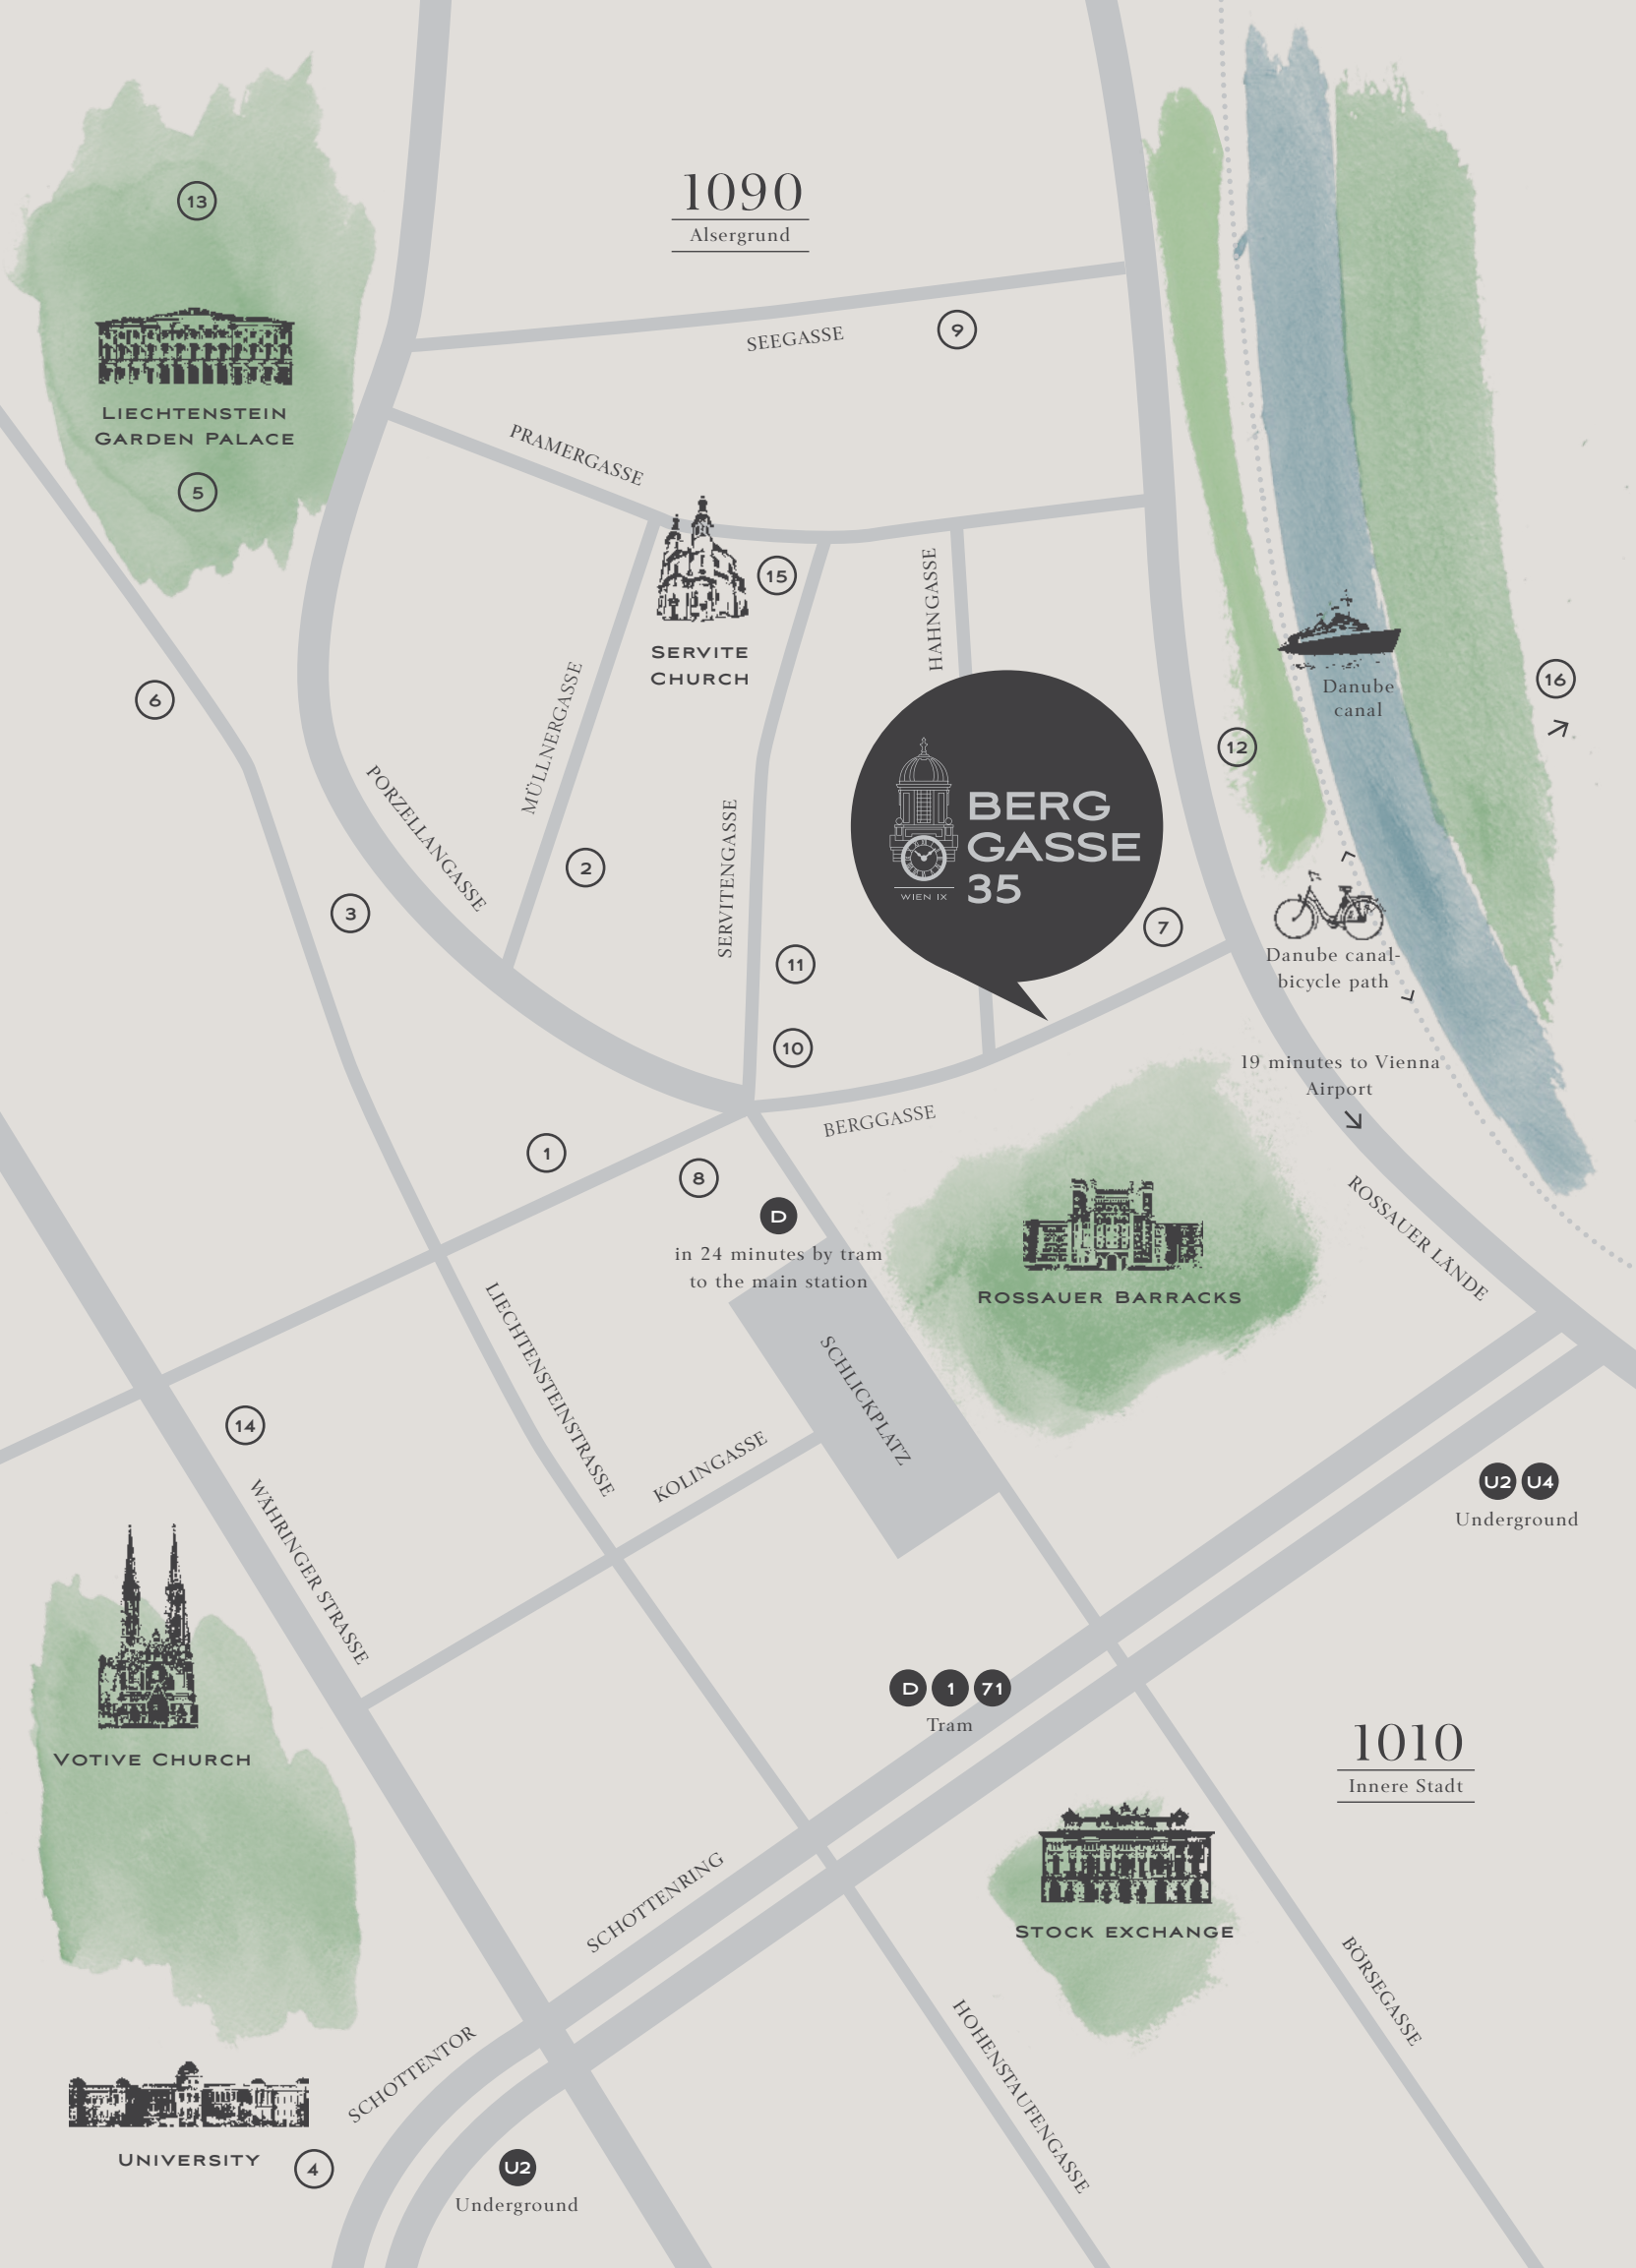 13
1090
Alsergrund
9
SEEGASSE
LIECHTENSTEIN
GARDEN PALACE
5
PRAMERGASSE
15
HAHNGASSE
SERVITE
CHURCH
6
Danube
canal
16
12
MÜLLNERGASSE
PORZELLANGASSE
BERG
GASSE
35
WIEN IX
2
SERVITENGASSE
3
7
11
Danube canal-
bicycle path
10
19 minutes to Vienna
Airport
BERGGASSE
1
8
D
in 24 minutes by tram
to the main station
ROSSAUER BARRACKS
ROSSAUER LÄNDE
LIECHTENSTEINSTRASSE
SCHLICKPLATZ
14
KOLINGASSE
WÄHRINGER STRASSE
U2 U4
Underground
D 1 71
Tram
VOTIVE CHURCH
1010
Innere Stadt
SCHOTTENRING
STOCK EXCHANGE
BÖRSEGASSE
SCHOTTENTOR
HOHENSTAUFENGASSE
UNIVERSITY
4
U2
Underground